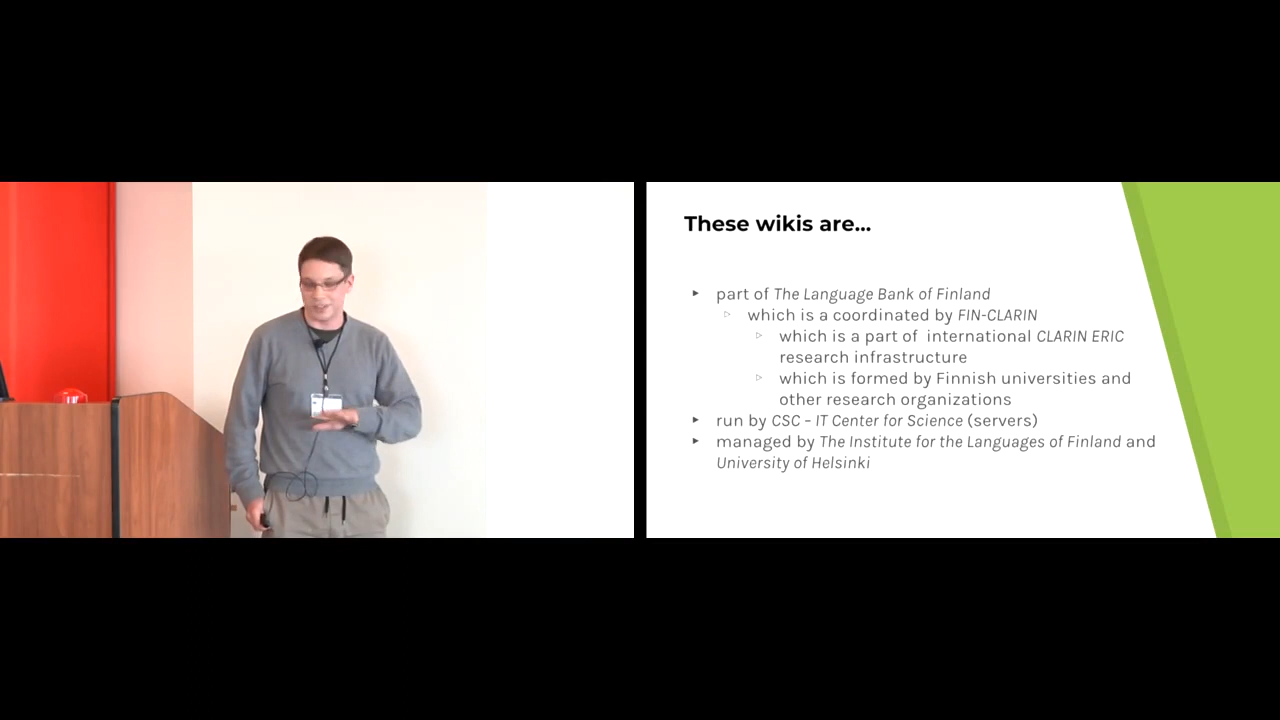 These wikis are...
part of The Language Bank of Finland
which is a coordinated by FIN-CLARIN
which is a part of international CLARIN ERIC
research infrastructure
which is formed by Finnish universities and
other research organizations
run by CSC – IT Center for Science (servers)
managed by The Institute for the Languages of Finland and
University of Helsinki